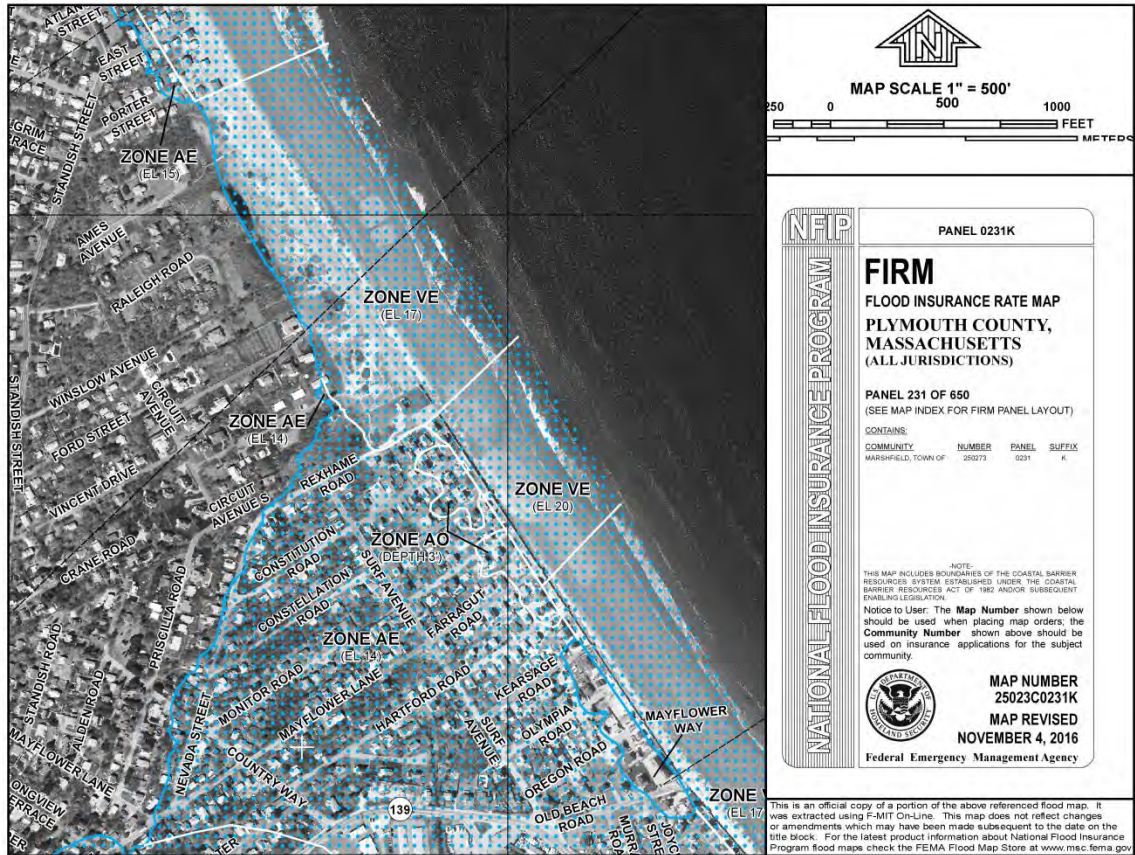 ATLANTIC
STREET
EAST
STREET
PORTER
STREET
STANDISH STREET
ZONE AE
(EL 15)
AMES
AVENUE
RALEIGH ROAD
ZONE VE
(EL 17)
WINSLOW AVENUE
CIRCUIT
AVENUE
FORD STREET
STANDISH STREET
ZONE AE
(EL 14)
VINCENT DRIVE
REXHAME
ROAD
CIRCUIT
AVENUE S
ZONE VE
(EL 20)
CRANE ROAD
CONSTITUTION
ROAD
ZONE AO
(DEPTH 3')
SURF AVENUE
CONSTELLATION
ROAD
FARRAGUT
ROAD
PRISCILLA ROAD
ZONE AE
(EL 14)
STANDISH ROAD
ALDEN ROAD
MONITOR ROAD
MAYFLOWER LANE
HARTFORD ROAD
KEARSAGE
ROAD
SURF
AVENUE
OLYMPIA
ROAD
MAYFLOWER
WAY
NEVADA STREET
COUNTRY WAY
OREGON ROAD
MAYFLOWER LANE
OLD BEACH
ROAD
139
ZONE V
(EL 17
N
MAP SCALE 1" = 500'
250 0 500 1000
FEET
METERS
NFIP
NATIONAL FLOOD INSURANCE PROGRAM
PANEL 0231K
FIRM
FLOOD INSURANCE RATE MAP
PLYMOUTH COUNTY,
MASSACHUSETTS
(ALL JURISDICTIONS)
PANEL 231 OF 650
(SEE MAP INDEX FOR FIRM PANEL LAYOUT)
CONTAINS:
COMMUNITY NUMBER PANEL SUFFIX
MARSHFIELD, TOWN OF 250273 0231 K
-NOTE-
THIS MAP INCLUDES BOUNDARIES OF THE COASTAL BARRIER
RESOURCES SYSTEM ESTABLISHED UNDER THE COASTAL
BARRIER RESOURCES ACT OF 1982 AND/OR SUBSEQUENT
ENABLING LEGISLATION.
Notice to User: The Map Number shown below
should be used when placing map orders; the
Community Number shown above should be
used on insurance applications for the subject
community.
U.S. DEPARTMENT OF
HOMELAND SECURITY
MAP NUMBER
25023C0231K
MAP REVISED
NOVEMBER 4, 2016
Federal Emergency Management Agency
This is an official copy of a portion of the above referenced flood map. It
was extracted using F-MIT On-Line. This map does not reflect changes
or amendments which may have been made subsequent to the date on the
title block. For the latest product information about National Flood Insurance
Program flood maps check the FEMA Flood Map Store at www.msc.fema.gov